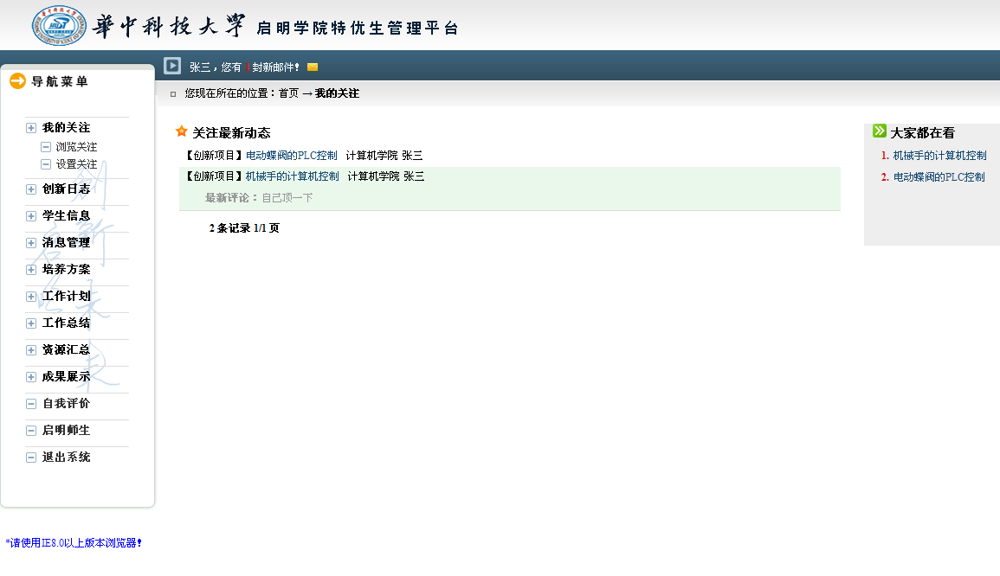 華中科技大学 启明学院特优生管理平台
张三，您有1封新邮件！
导航菜单
您现在所在的位置：首页→我的关注
我的关注
浏览关注
设置关注
创新日志
学生信息
消息管理
培养方案
工作计划
工作总结
资源汇总
成果展示
自我评价
启明师生
退出系统
关注最新动态
【创新项目】电动蝶阀的PLC控制 计算机学院 张三
【创新项目】机械手的计算机控制 计算机学院 张三
最新评论：自己顶一下
2 条记录 1/1 页
大家都在看
1. 机械手的计算机控制
2. 电动蝶阀的PLC控制
*请使用IE8.0以上版本浏览器！